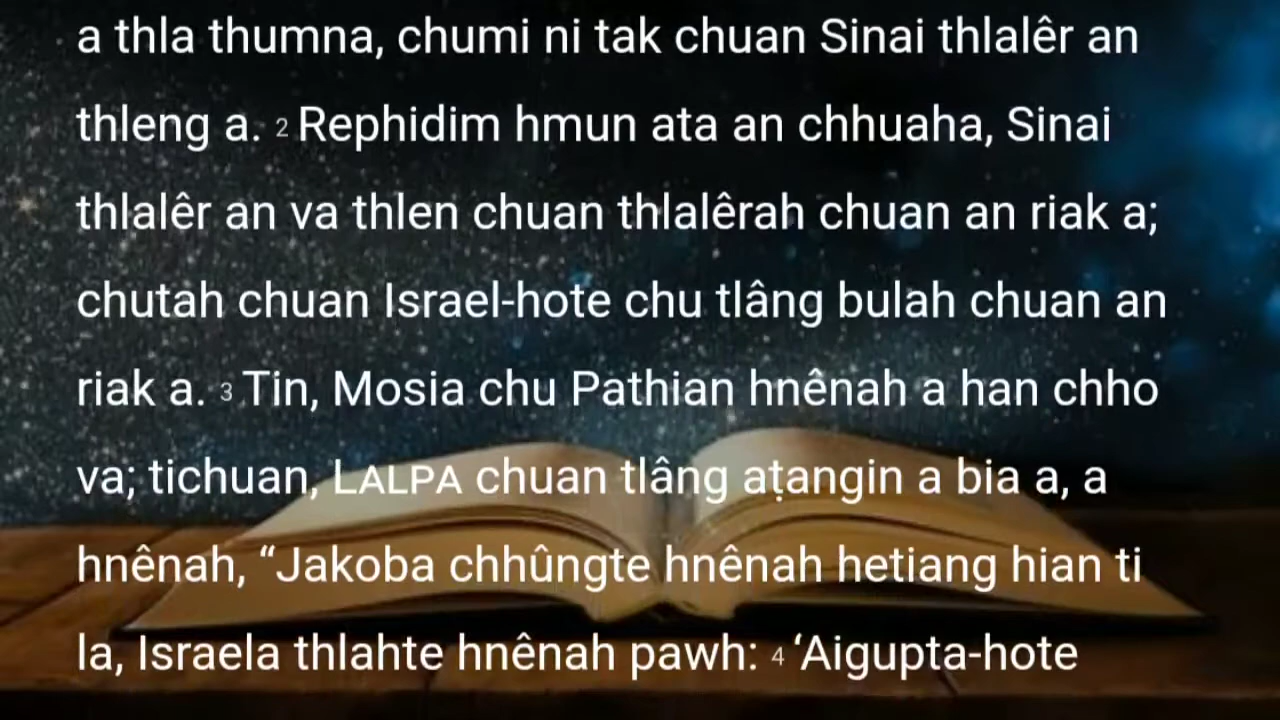 a thla thumna, chumi ni tak chuan Sinai thlalêr an
thleng a. 2 Rephidim hmun ata an chhuaha, Sinai
thlalêr an va thlen chuan thlalêrah chuan an riak a;
chutah chuan Israel-hote chu tlâng bulah chuan an
riak a. 3 Tin, Mosia chu Pathian hnênah a han chho
va; tichuan, LALPA chuan tlâng aṭangin a bia a, a
hnênah, “Jakoba chhûngte hnênah hetiang hian ti
la, Israela thlahte hnênah pawh: 4 ‘Aigupta-hote